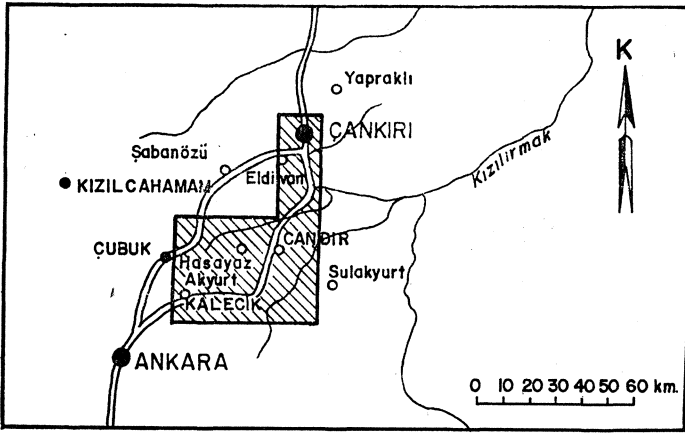 K
Yapraklı
ÇANKIRI
Şabanözü
Eldivan
KIZILCAHAMAM
Kızılırmak
ÇUBUK
Hasayaz
CANDIR
Akyurt
Sulakyurt
KALECİK
ANKARA
0 10 20 30 40 50 60 km.